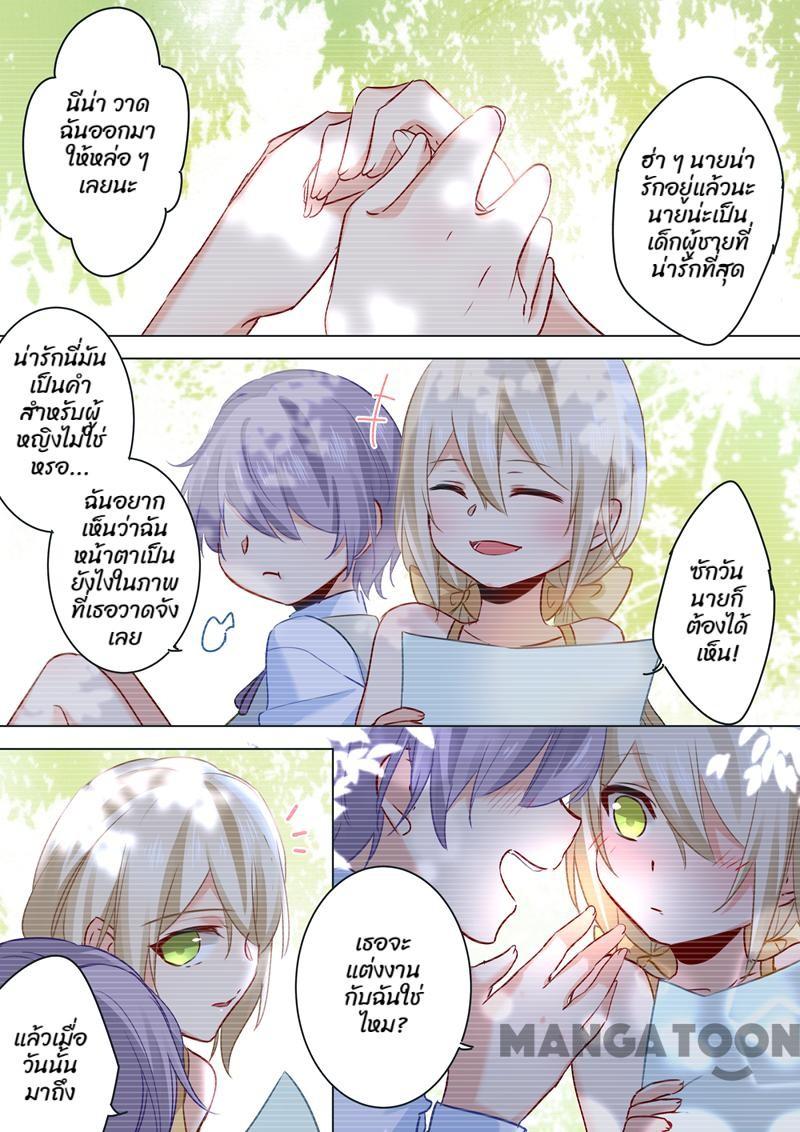 นีน่า วาด
ฉันออกมา
ให้หล่อ ๆ
เลยนะ
ฮ่า ๆ นายน่า
รักอยู่แล้วนะ
นายน่ะเป็น
เด็กผู้ชายที่
น่ารักที่สุด
น่ารักนี่มัน
เป็นคำ
สำหรับผู้
หญิงไม่ใช่
หรอ...
ฉันอยาก
เห็นว่าฉัน
หน้าตาเป็น
ยังไงในภาพ
ที่เธอวาดจัง
เลย
ซักวัน
นายก็
ต้องได้
เห็น!
แล้วเมื่อ
วันนั้น
มาถึง
เธอจะ
แต่งงาน
กับฉันใช่
ไหม?
MANGATOON